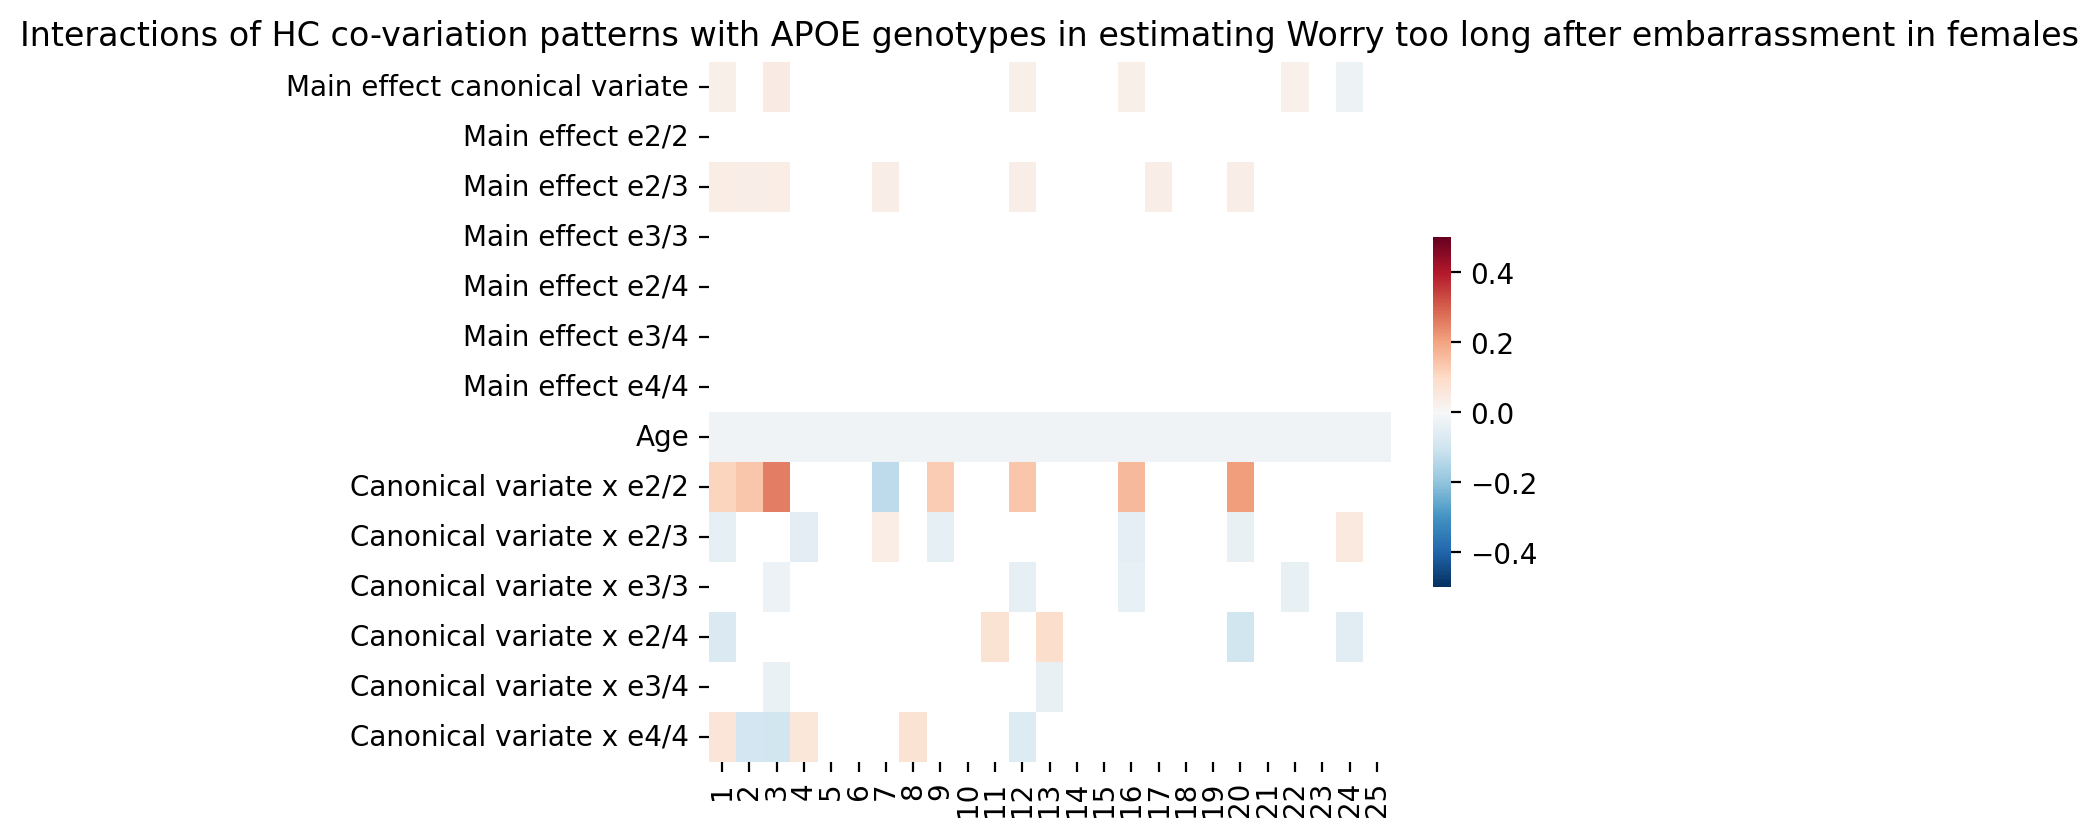 Interactions of HC co-variation patterns with APOE genotypes in estimating Worry too long after embarrassment in females
Main effect canonical variate
Main effect e2/2
Main effect e2/3
Main effect e3/3
Main effect e2/4
Main effect e3/4
Main effect e4/4
Age
Canonical variate x e2/2
Canonical variate x e2/3
Canonical variate x e3/3
Canonical variate x e2/4
Canonical variate x e3/4
Canonical variate x e4/4
1 2 3 4 5 6 7 8 9 10 11 12 13 14 15 16 17 18 19 20 21 22 23 24 25
0.4
0.2
0.0
−0.2
−0.4